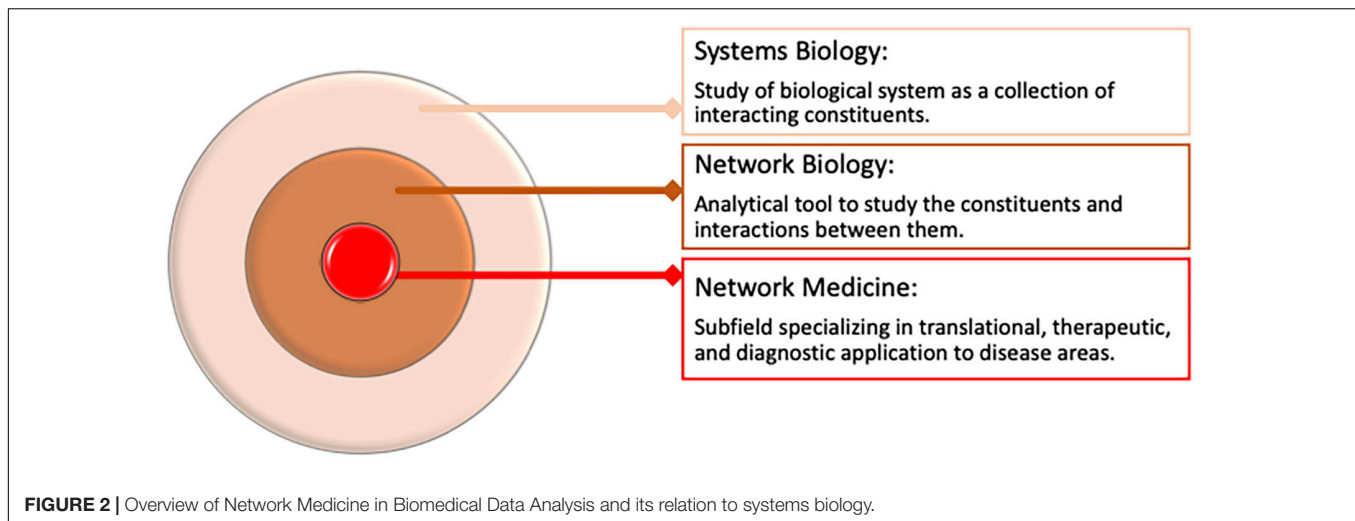 Systems Biology:
Study of biological system as a collection of
interacting constituents.
Network Biology:
Analytical tool to study the constituents and
interactions between them.
Network Medicine:
Subfield specializing in translational, therapeutic,
and diagnostic application to disease areas.
FIGURE 2 | Overview of Network Medicine in Biomedical Data Analysis and its relation to systems biology.